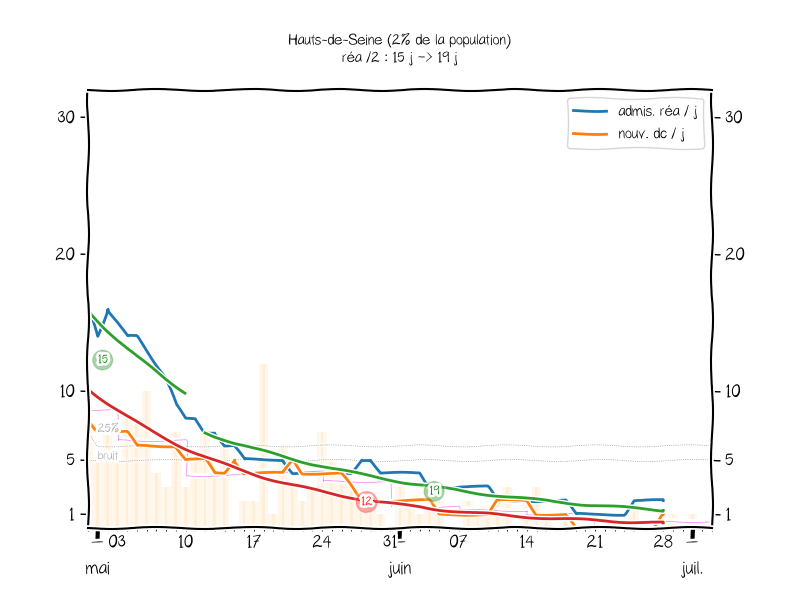 Hauts-de-Seine (2% de la population)
réa /2 : 15 j -> 19 j
admis. réa / j
nouv. dc / j
30
30
20
20
10
10
5
5
1
1
15
25%
bruit
12
19
1 03 10 17 24 31 07 14 21 28
mai juin juil.